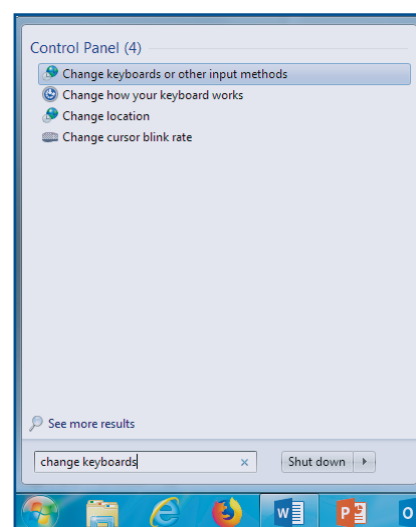 Control Panel (4)
Change keyboards or other input methods
Change how your keyboard works
Change location
Change cursor blink rate
See more results
change keyboards
Shut down
W
P
O